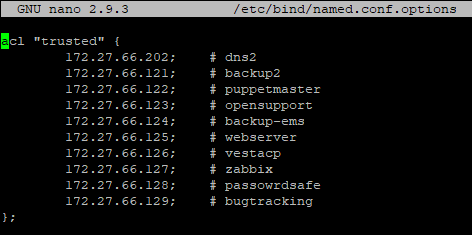 GNU nano 2.9.3 /etc/bind/named.conf.options
acl "trusted" {
172.27.66.202; # dns2
172.27.66.121; # backup2
172.27.66.122; # puppetmaster
172.27.66.123; # opensupport
172.27.66.124; # backup-ems
172.27.66.125; # webserver
172.27.66.126; # vestacp
172.27.66.127; # zabbix
172.27.66.128; # passowrdsafe
172.27.66.129; # bugtracking
};